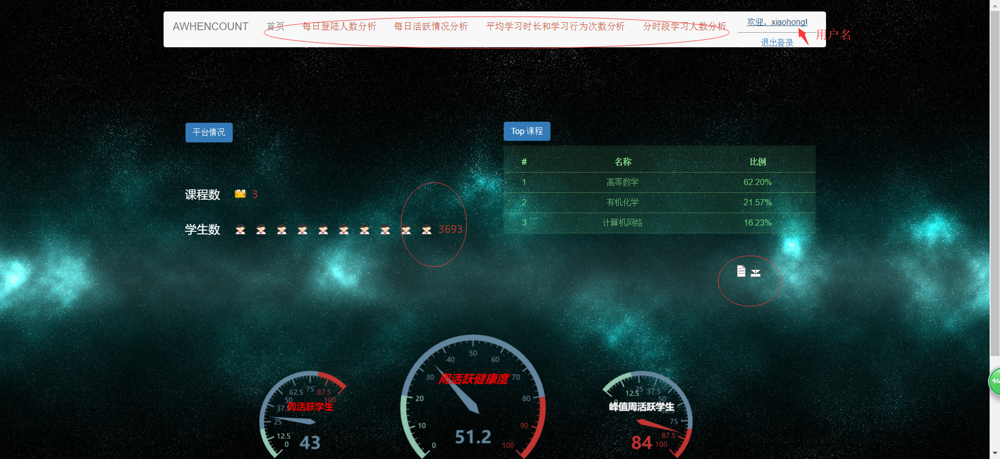 AWHENCOUNT 首页 每日登陆人数分析 每日活跃情况分析 平均学习时长和学习行为次数分析 分时段学习人数分析 欢迎，xiaohong!
用户名
退出登录
平台情况
课程数 3
学生数 3693
Top 课程
# 名称 比例
1 高等数学 62.20%
2 有机化学 21.57%
3 计算机网络 16.23%
周活跃学生
0 12.5 25 37.5 50 62.5 75 87.5 100
43
周活跃健康度
0 10 20 30 40 50 60 70 80 90 100
51.2
峰值周活跃学生
0 12.5 25 37.5 50 62.5 75 87.5 100
84
46